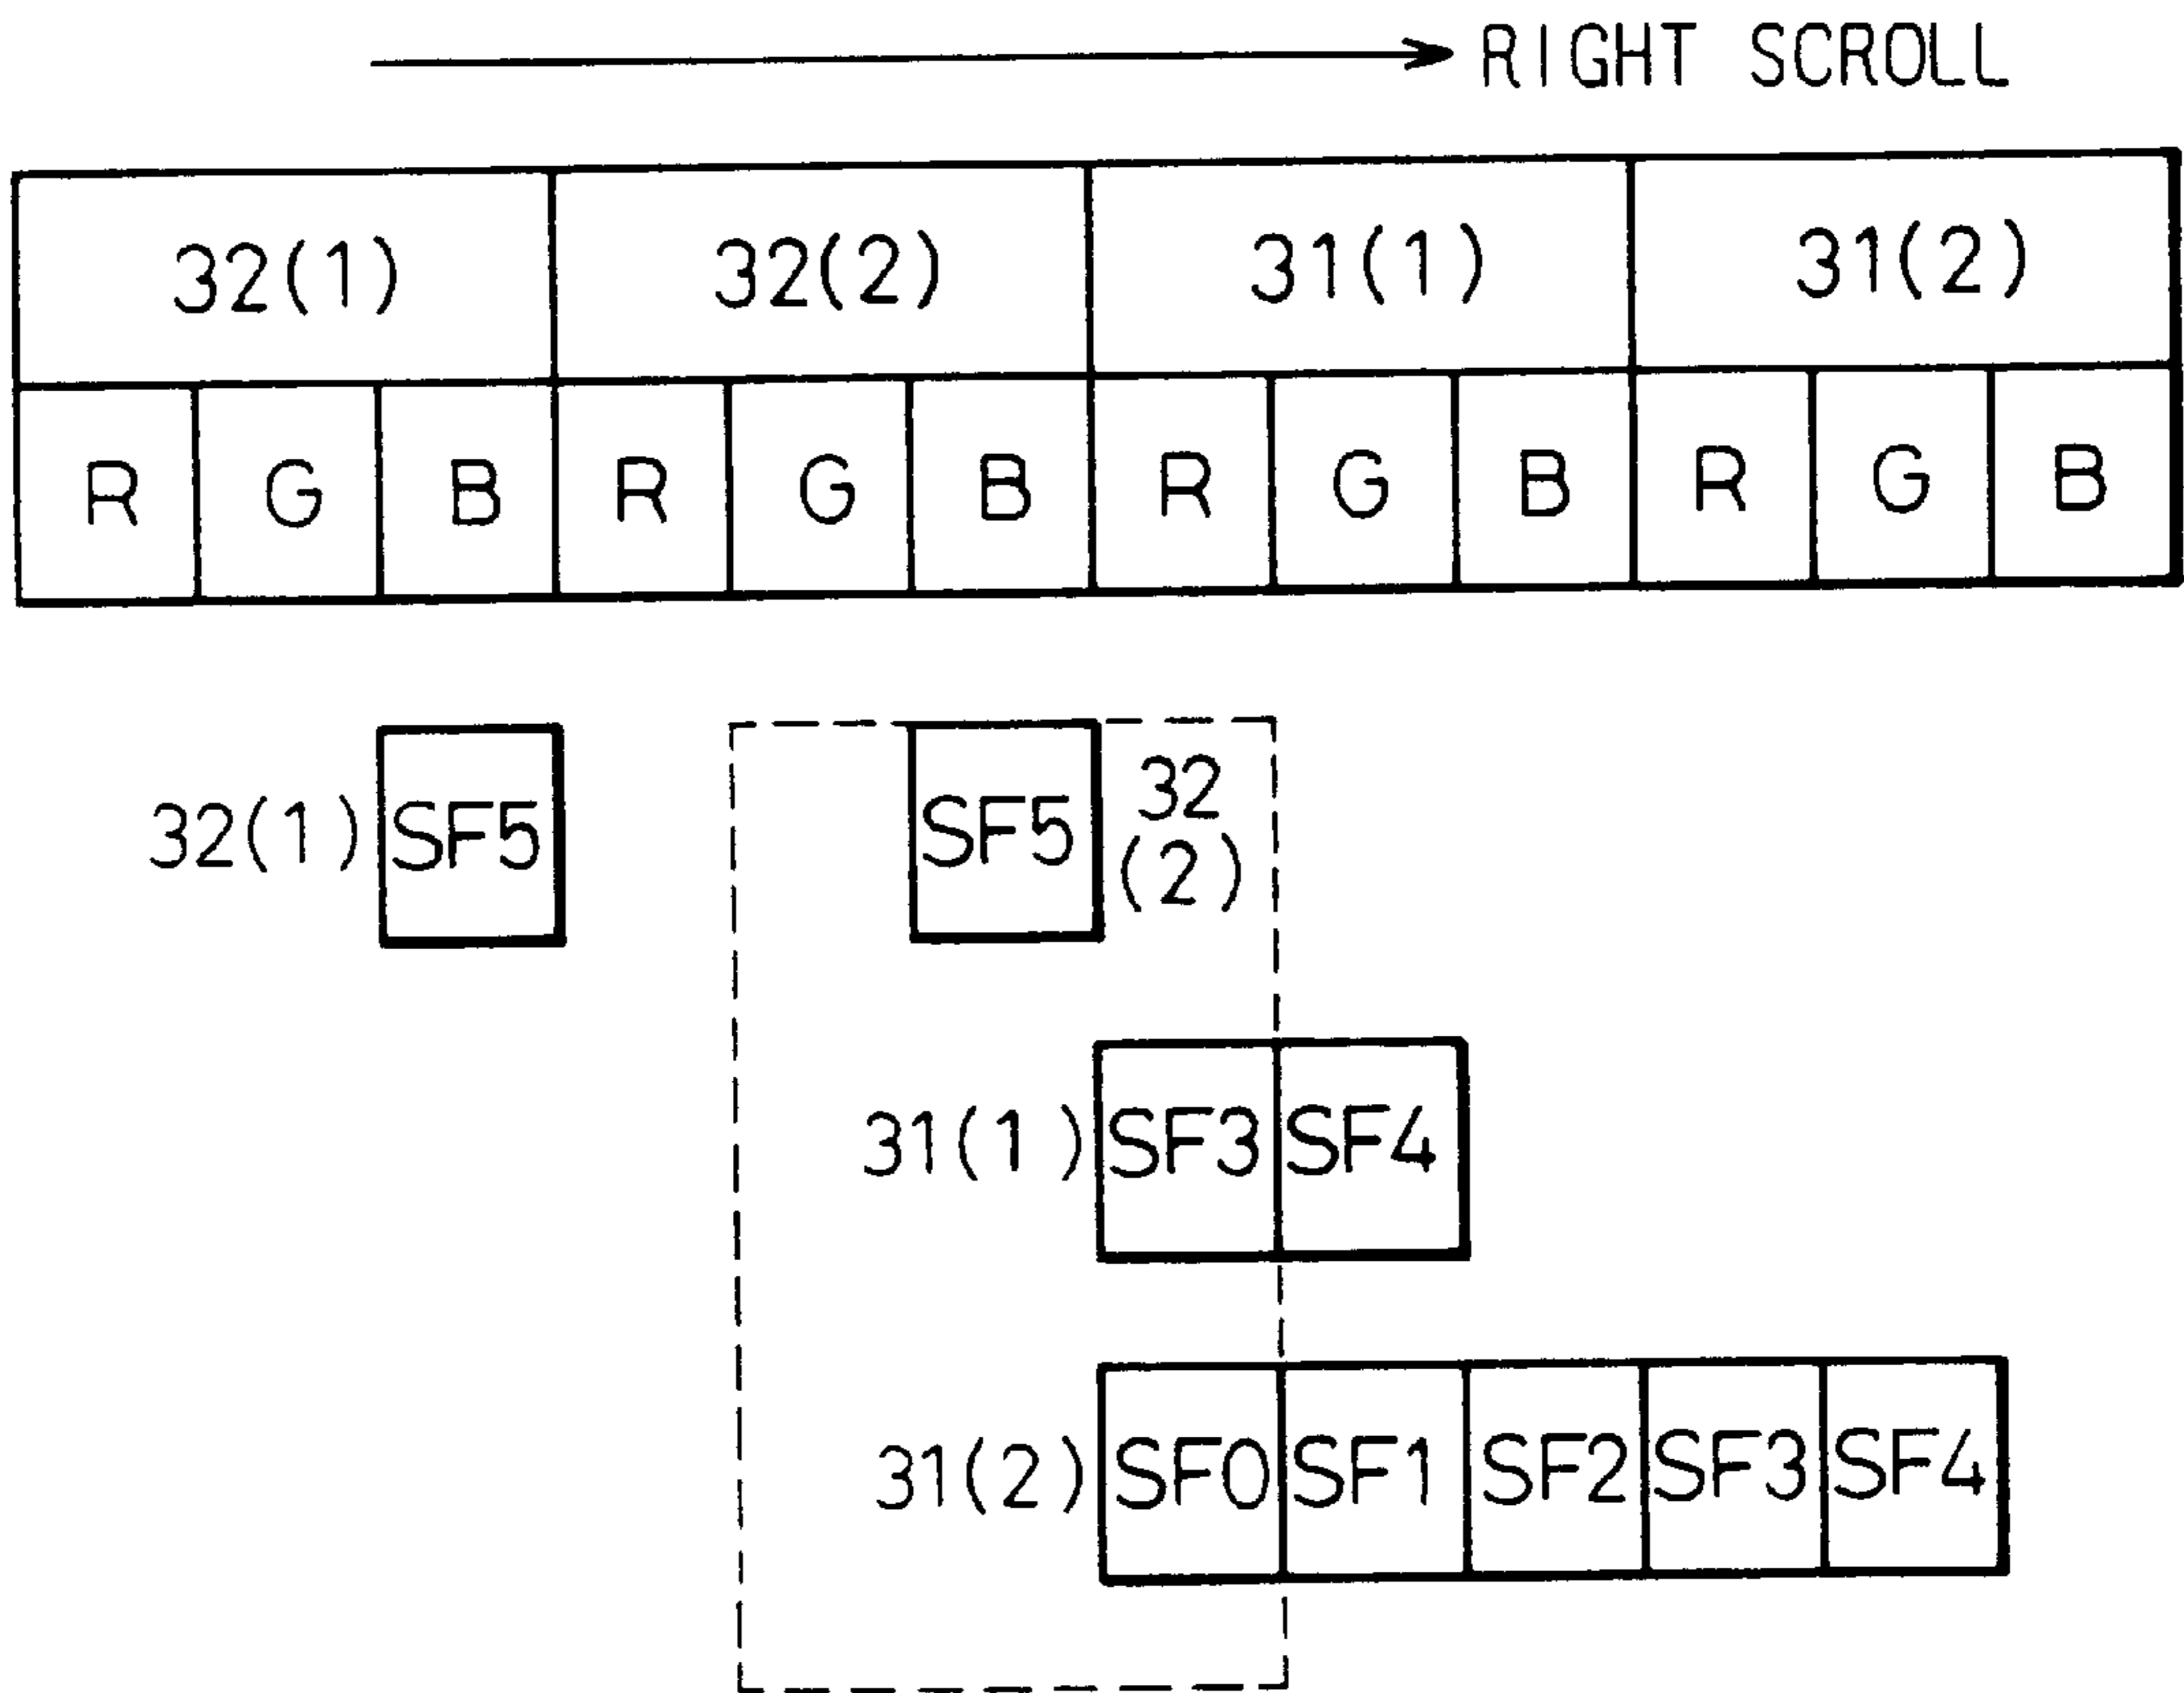 RIGHT SCROLL
32(1) 32(2) 31(1) 31(2)
R G B R G B R G B R G B
32(1) SF5 SF5 32
(2)
31(1) SF3 SF4
31(2) SF0 SF1 SF2 SF3 SF4